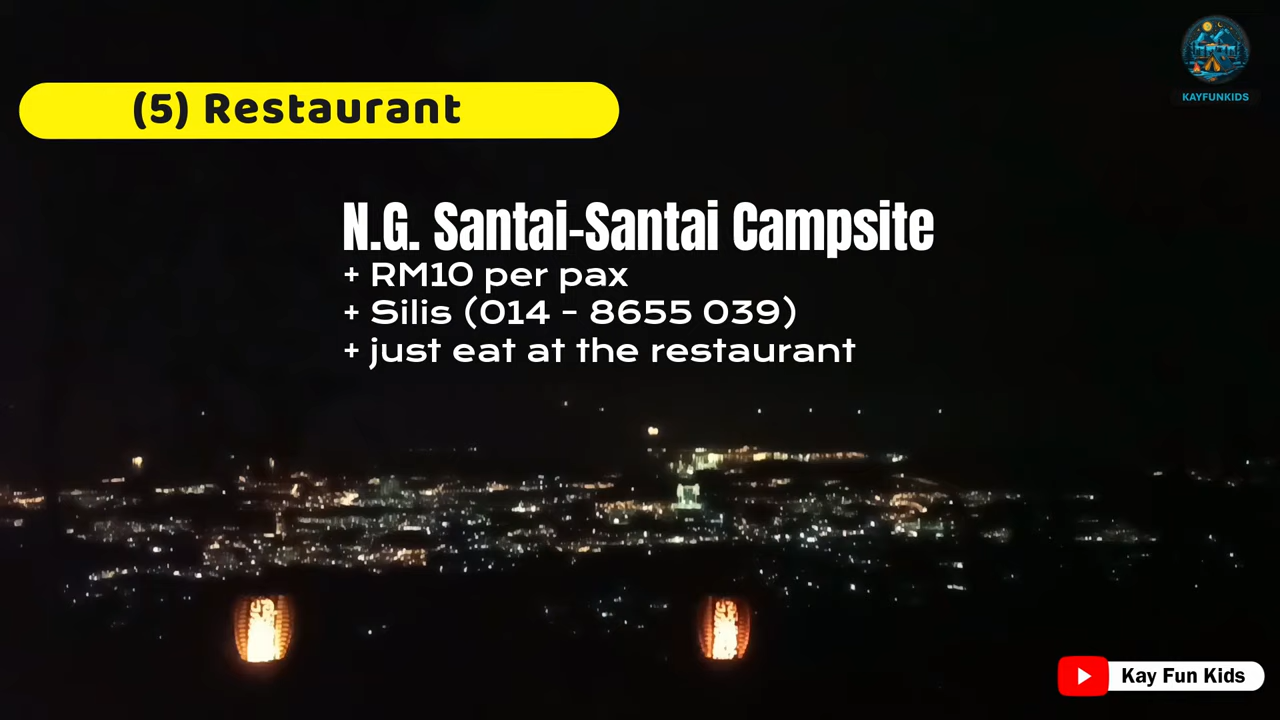 KAYFUNKIDS
(5) Restaurant
N.G. Santai-Santai Campsite
+ RM10 per pax
+ Silis (014 - 8655 039)
+ just eat at the restaurant
Kay Fun Kids